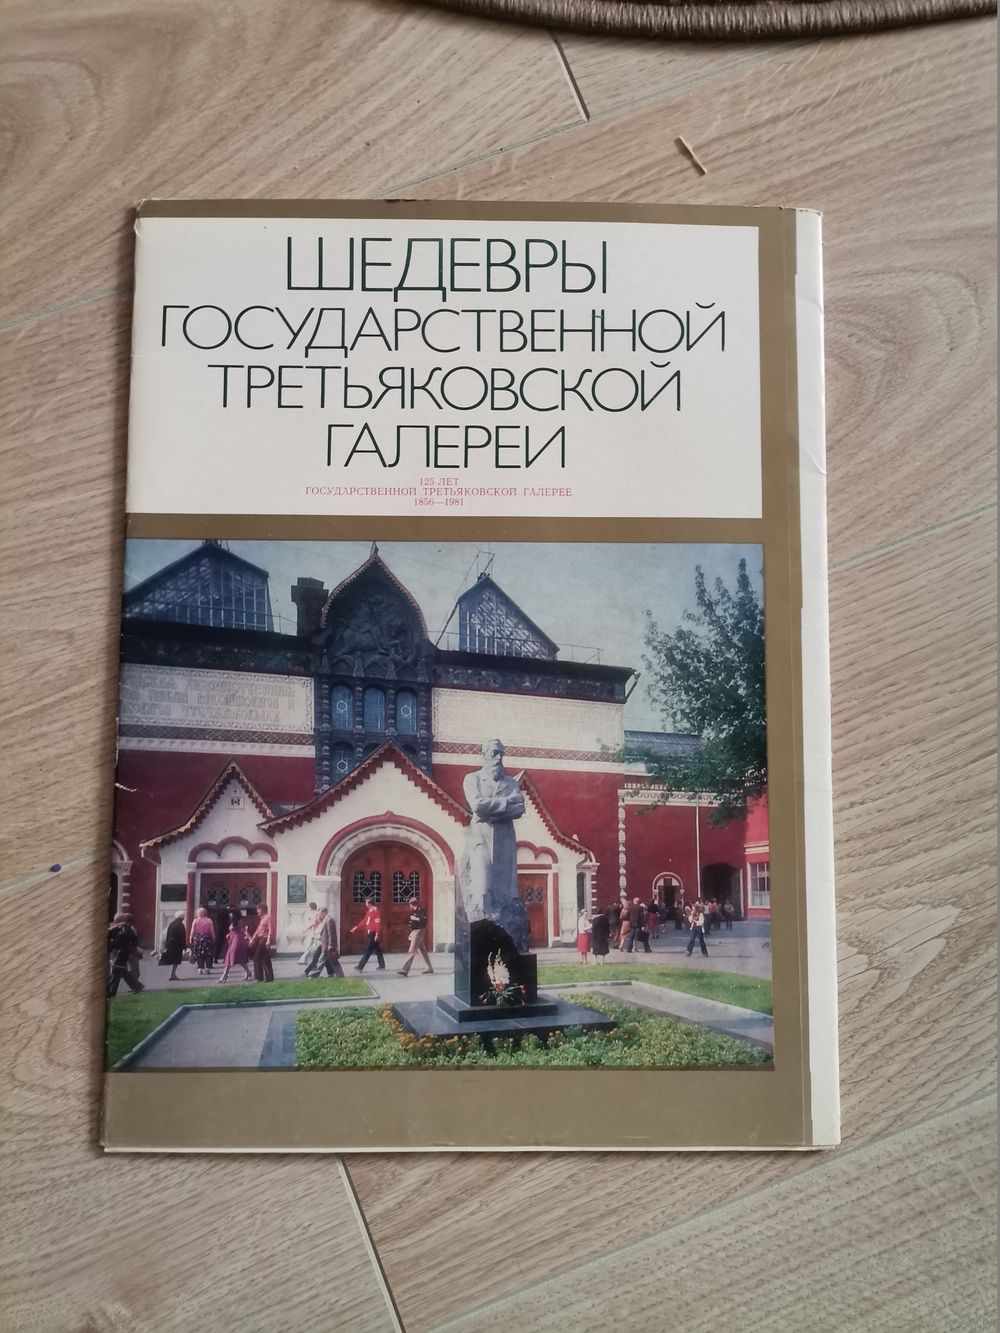 ШЕДЕВРЫ
ГОСУДАРСТВЕННОЙ
ТРЕТЬЯКОВСКОЙ
ГАЛЕРЕИ
125 ЛЕТ
ГОСУДАРСТВЕННОЙ ТРЕТЬЯКОВСКОЙ ГАЛЕРЕЕ
1856—1981